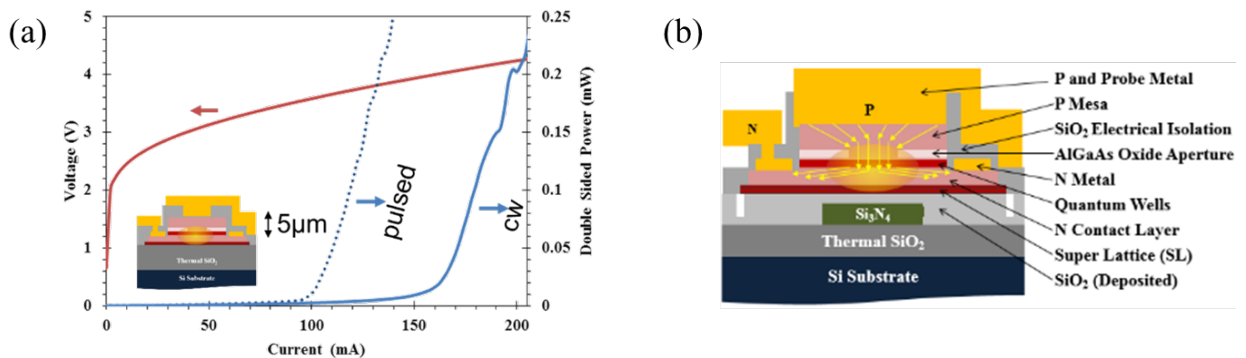 (a)
5
4
3
2
1
0
Voltage (V)
0.25
0.2
0.15
0.1
0.05
0
Double Sided Power (mW)
0
50
100
150
200
Current (mA)
pulsed
cw
5μm
Thermal SiO₂
Si Substrate
(b)
N
P
Si₃N₄
Thermal SiO₂
Si Substrate
P and Probe Metal
P Mesa
SiO₂ Electrical Isolation
AlGaAs Oxide Aperture
N Metal
Quantum Wells
N Contact Layer
Super Lattice (SL)
SiO₂ (Deposited)